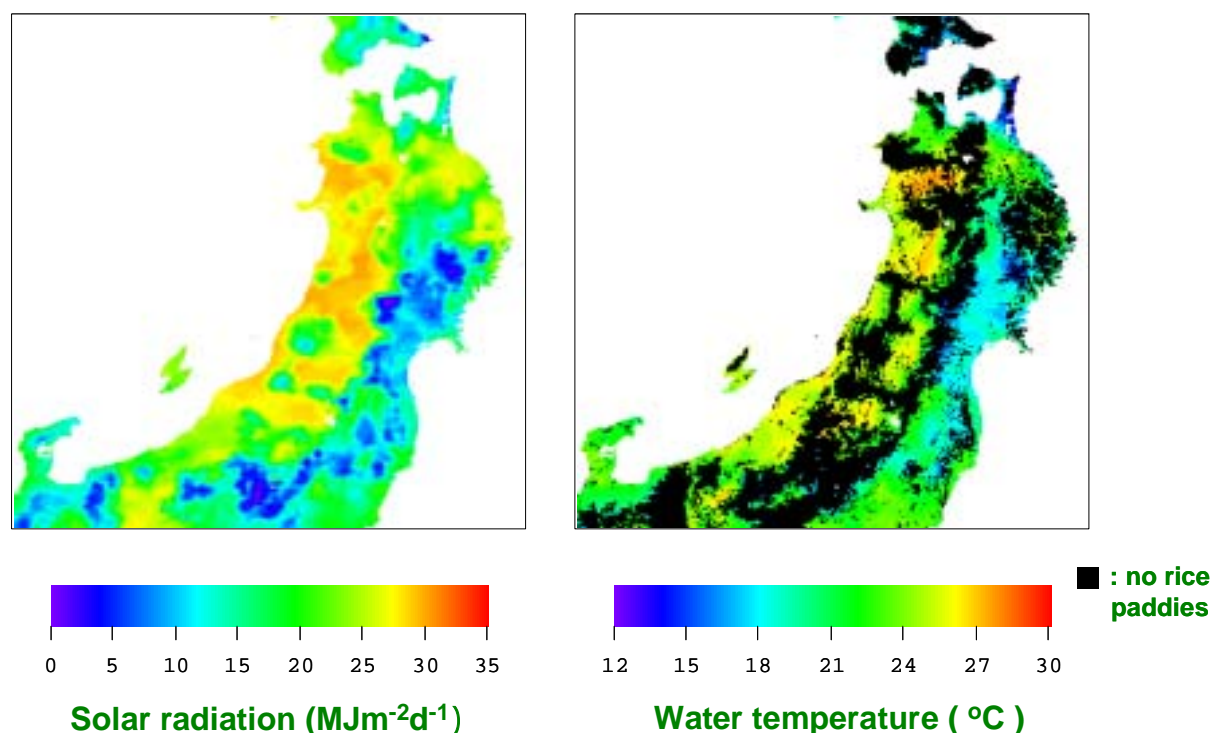 : no rice
paddies
0 5 10 15 20 25 30 35
12 15 18 21 24 27 30
Solar radiation (MJm-2d-1)
Water temperature ( oC )